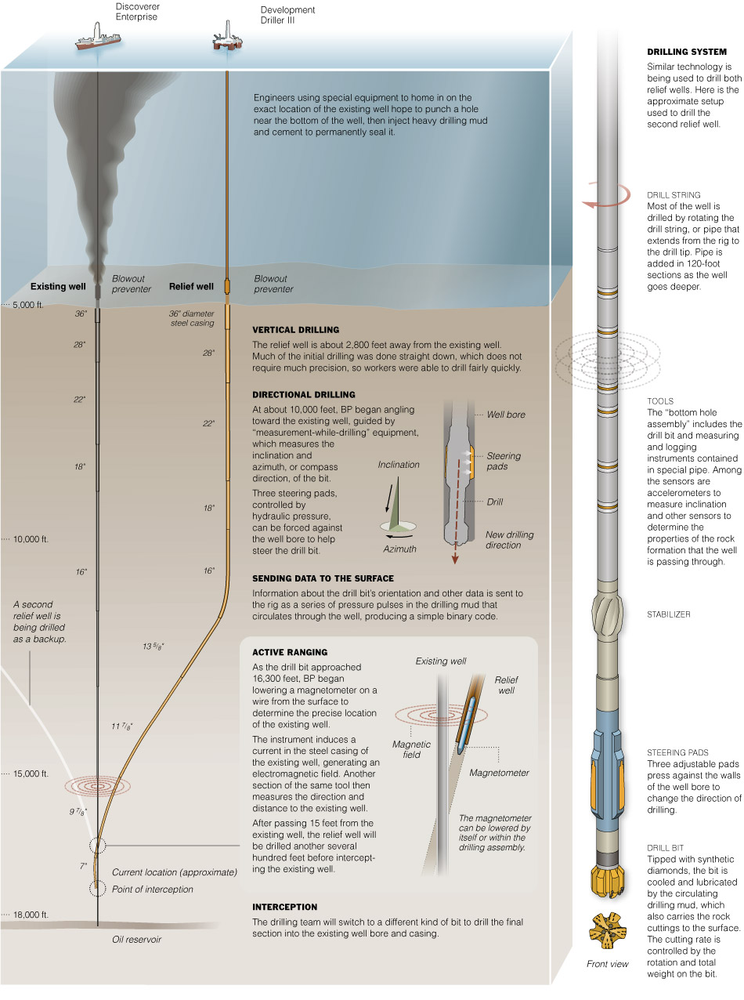 Discoverer
Enterprise
Development
Driller III
Engineers using special equipment to home in on the
exact location of the existing well hope to punch a hole
near the bottom of the well, then inject heavy drilling mud
and cement to permanently seal it.
Existing well
Blowout
preventer
Relief well
Blowout
preventer
5,000 ft.
36"
36" diameter
steel casing
28"
28"
22"
22"
18"
18"
10,000 ft.
16"
16"
A second
relief well is
being drilled
as a backup.
13 5/8"
11 7/8"
15,000 ft.
9 7/8"
7"
Current location (approximate)
Point of interception
18,000 ft.
Oil reservoir
VERTICAL DRILLING
The relief well is about 2,800 feet away from the existing well.
Much of the initial drilling was done straight down, which does not
require much precision, so workers were able to drill fairly quickly.
DIRECTIONAL DRILLING
At about 10,000 feet, BP began angling
toward the existing well, guided by
“measurement-while-drilling” equipment,
which measures the
inclination and
azimuth, or compass
direction, of the bit.
Three steering pads,
controlled by
hydraulic pressure,
can be forced against
the well bore to help
steer the drill bit.
Inclination
Azimuth
Well bore
Steering
pads
Drill
New drilling
direction
SENDING DATA TO THE SURFACE
Information about the drill bit’s orientation and other data is sent to
the rig as a series of pressure pulses in the drilling mud that
circulates through the well, producing a simple binary code.
ACTIVE RANGING
As the drill bit approached
16,300 feet, BP began
lowering a magnetometer on a
wire from the surface to
determine the precise location
of the existing well.
The instrument induces a
current in the steel casing of
the existing well, generating an
electromagnetic field. Another
section of the same tool then
measures the direction and
distance to the existing well.
After passing 15 feet from the
existing well, the relief well will
be drilled another several
hundred feet before intercept-
ing the existing well.
Existing well
Relief
well
Magnetic
field
Magnetometer
The magnetometer
can be lowered by
itself or within the
drilling assembly.
INTERCEPTION
The drilling team will switch to a different kind of bit to drill the final
section into the existing well bore and casing.
DRILLING SYSTEM
Similar technology is
being used to drill both
relief wells. Here is the
approximate setup
used to drill the
second relief well.
DRILL STRING
Most of the well is
drilled by rotating the
drill string, or pipe that
extends from the rig to
the drill tip. Pipe is
added in 120-foot
sections as the well
goes deeper.
TOOLS
The “bottom hole
assembly” includes the
drill bit and measuring
and logging
instruments contained
in special pipe. Among
the sensors are
accelerometers to
measure inclination
and other sensors to
determine the
properties of the rock
formation that the well
is passing through.
STABILIZER
STEERING PADS
Three adjustable pads
press against the walls
of the well bore to
change the direction of
drilling.
DRILL BIT
Tipped with synthetic
diamonds, the bit is
cooled and lubricated
by the circulating
drilling mud, which
also carries the rock
cuttings to the surface.
The cutting rate is
controlled by the
rotation and total
weight on the bit.
Front view